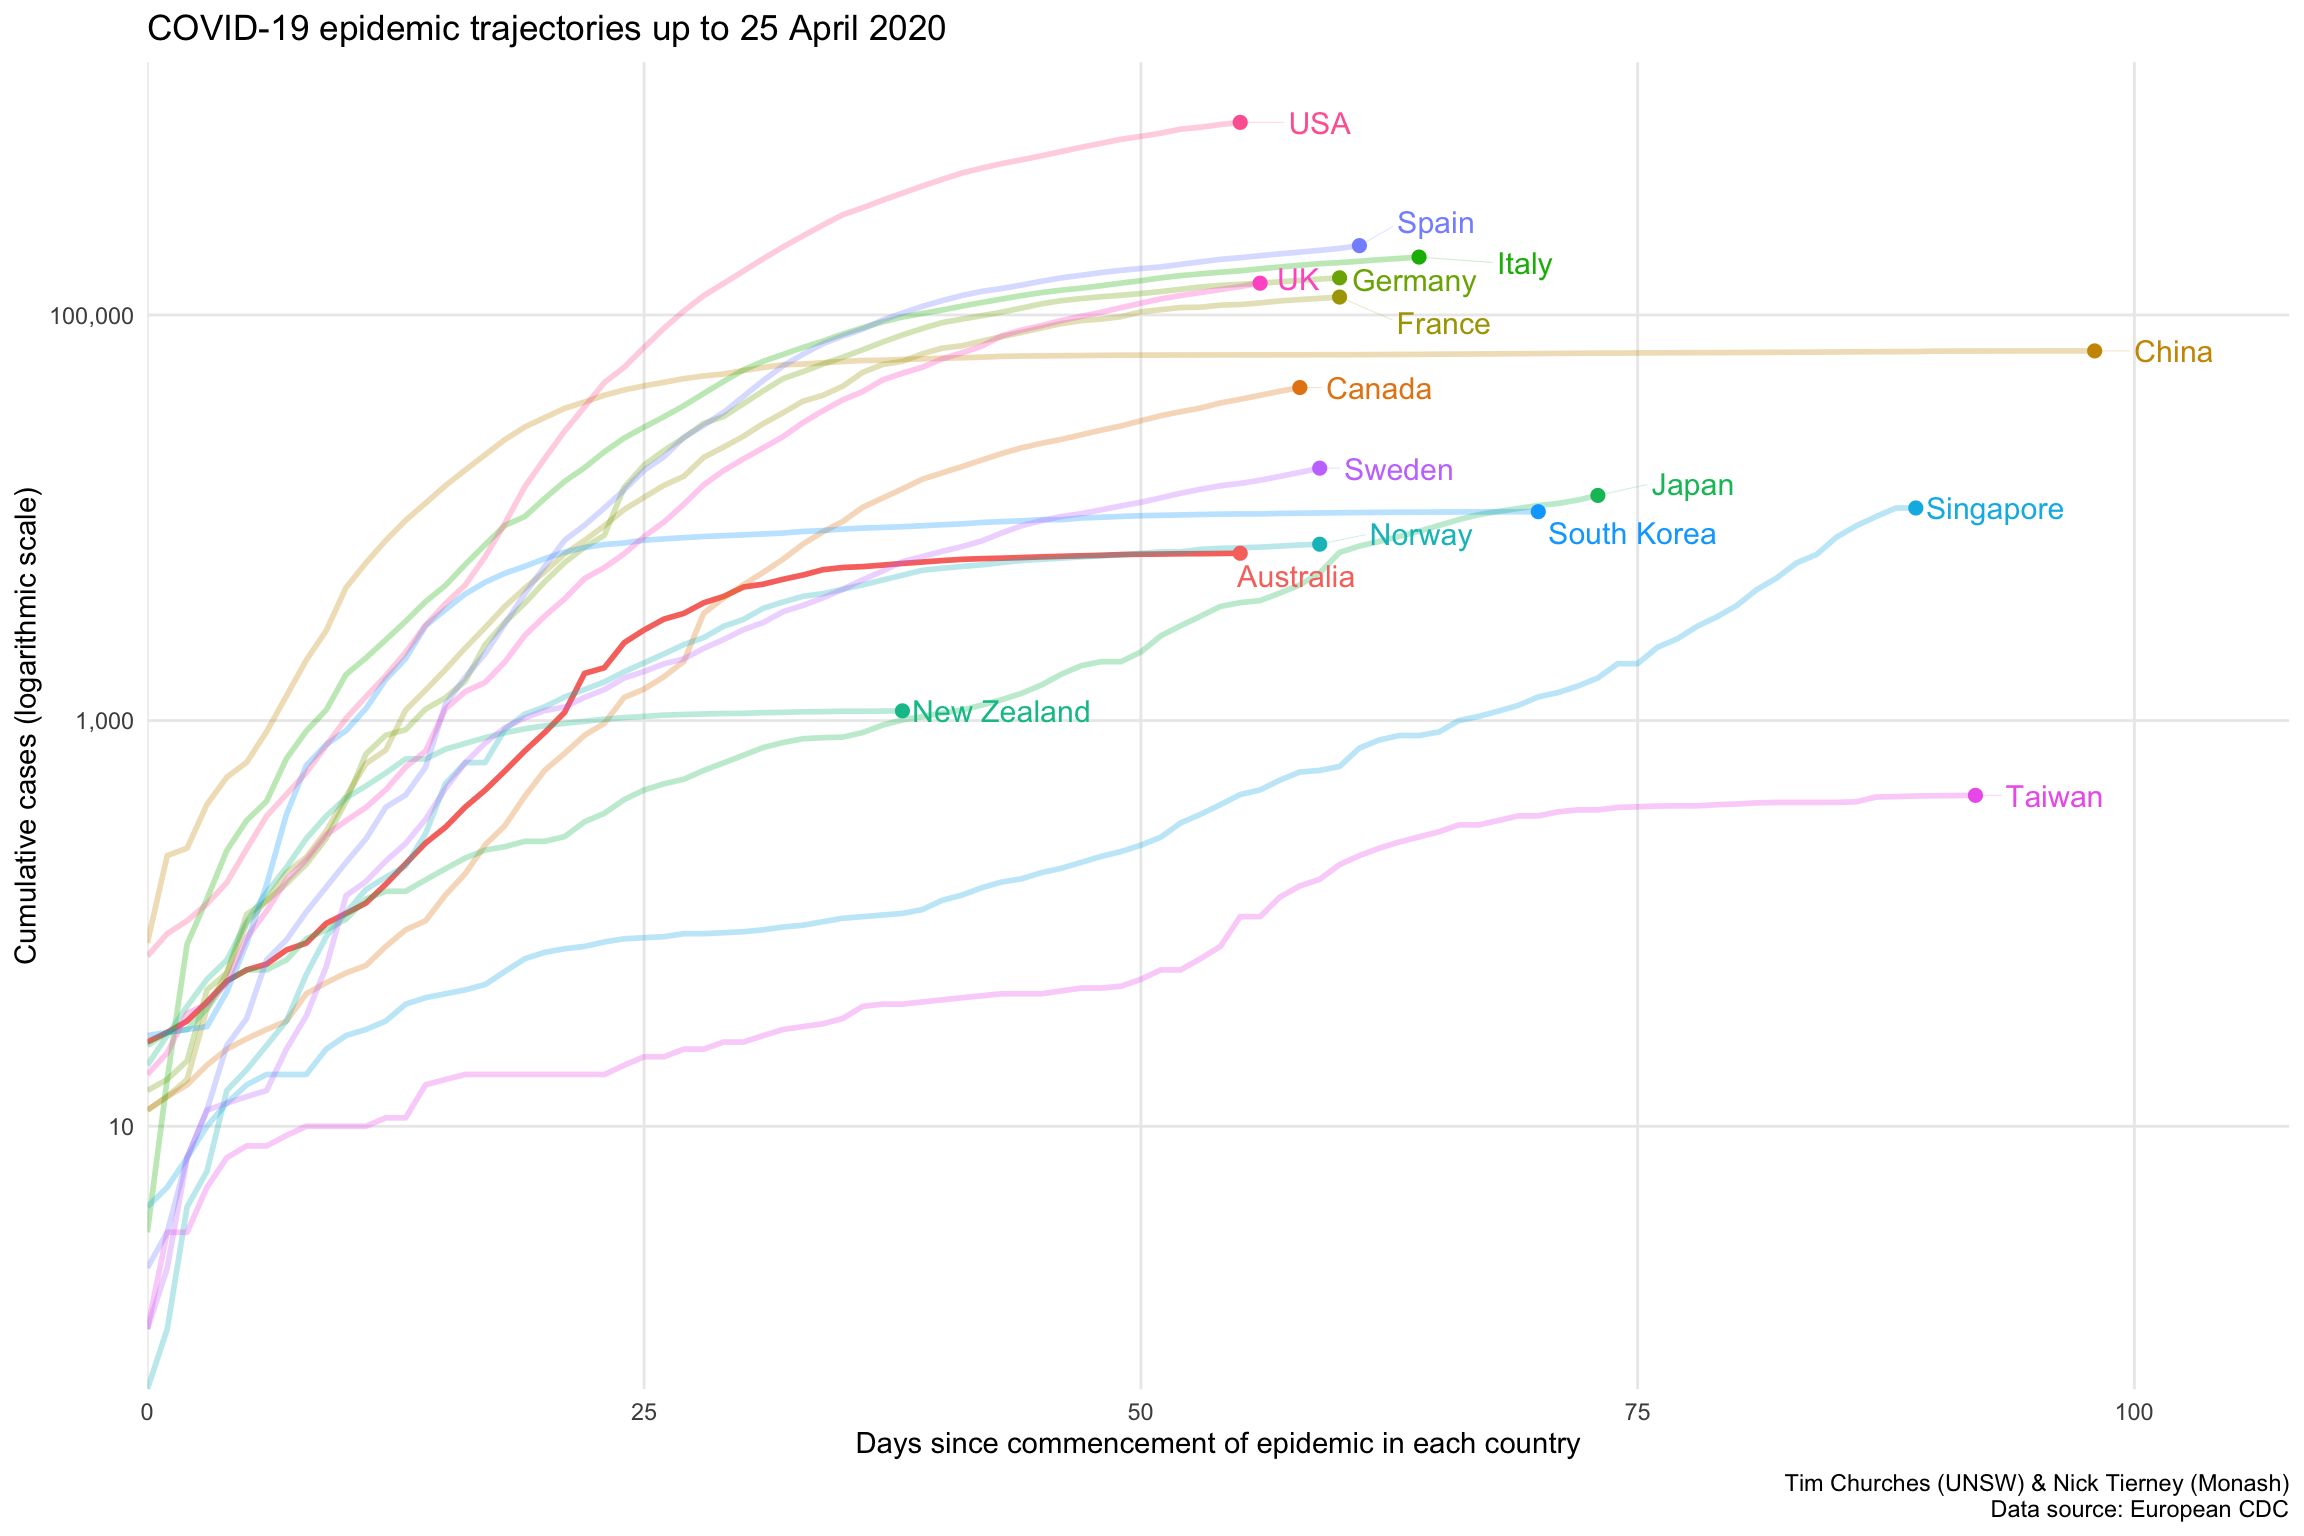 COVID-19 epidemic trajectories up to 25 April 2020
USA
Spain
Italy
UK
Germany
France
100,000
China
Canada
Sweden
Japan
Singapore
South Korea
Norway
Australia
New Zealand
1,000
Taiwan
10
Cumulative cases (logarithmic scale)
0 25 50 75 100
Days since commencement of epidemic in each country
Tim Churches (UNSW) & Nick Tierney (Monash)
Data source: European CDC